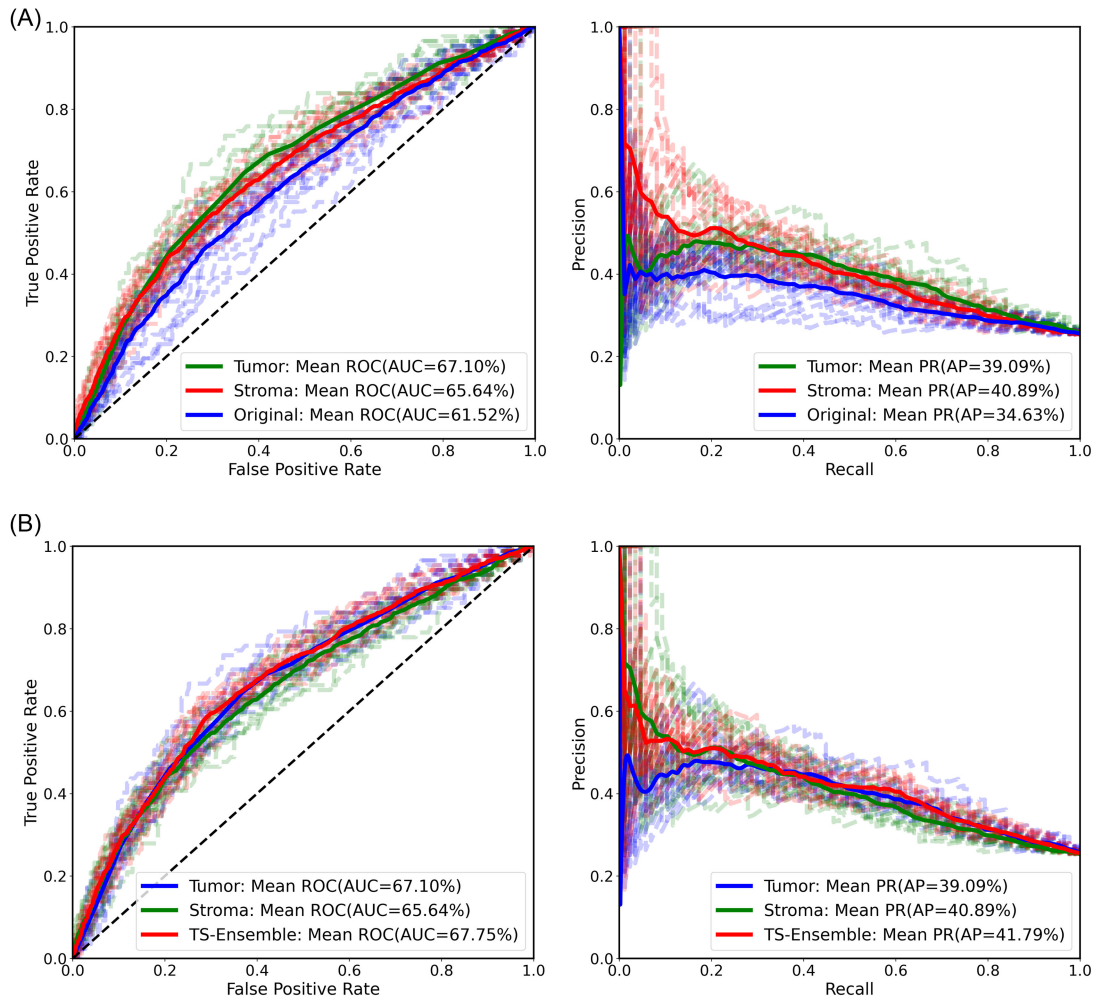 (A)
1.0
0.8
0.6
0.4
0.2
0.0
True Positive Rate
0.0 0.2 0.4 0.6 0.8 1.0
False Positive Rate
Tumor: Mean ROC(AUC=67.10%)
Stroma: Mean ROC(AUC=65.64%)
Original: Mean ROC(AUC=61.52%)
1.0
0.8
0.6
0.4
0.2
0.0
Precision
0.0 0.2 0.4 0.6 0.8 1.0
Recall
Tumor: Mean PR(AP=39.09%)
Stroma: Mean PR(AP=40.89%)
Original: Mean PR(AP=34.63%)
(B)
1.0
0.8
0.6
0.4
0.2
0.0
True Positive Rate
0.0 0.2 0.4 0.6 0.8 1.0
False Positive Rate
Tumor: Mean ROC(AUC=67.10%)
Stroma: Mean ROC(AUC=65.64%)
TS-Ensemble: Mean ROC(AUC=67.75%)
1.0
0.8
0.6
0.4
0.2
0.0
Precision
0.0 0.2 0.4 0.6 0.8 1.0
Recall
Tumor: Mean PR(AP=39.09%)
Stroma: Mean PR(AP=40.89%)
TS-Ensemble: Mean PR(AP=41.79%)